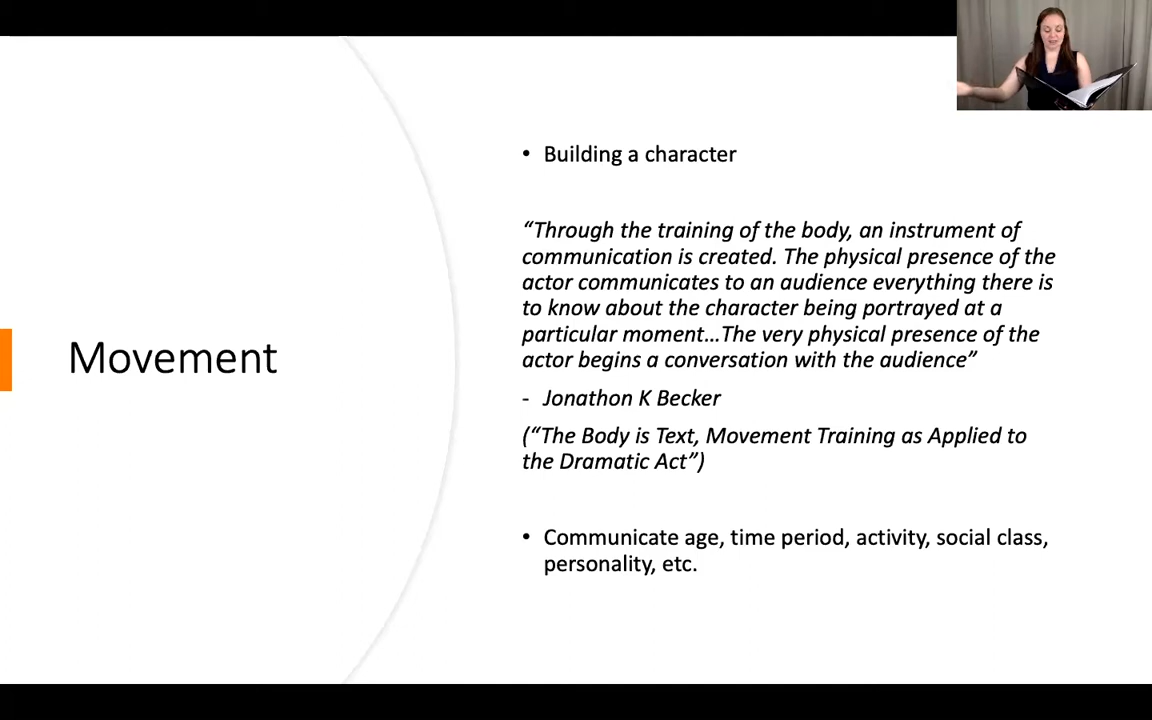 Movement
• Building a character
“Through the training of the body, an instrument of
communication is created. The physical presence of the
actor communicates to an audience everything there is
to know about the character being portrayed at a
particular moment…The very physical presence of the
actor begins a conversation with the audience”
- Jonathon K Becker
(“The Body is Text, Movement Training as Applied to
the Dramatic Act”)
• Communicate age, time period, activity, social class,
personality, etc.